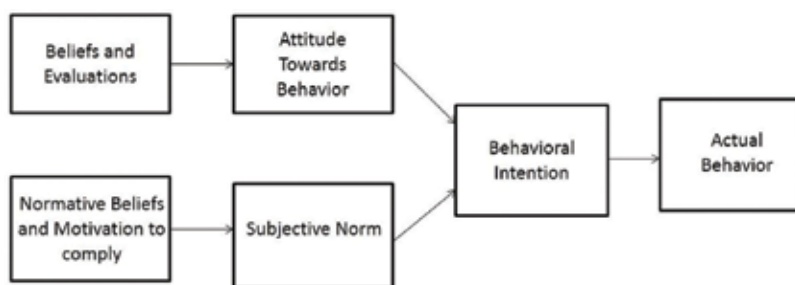 Beliefs and
Evaluations
Attitude
Towards
Behavior
Normative Beliefs
and Motivation to
comply
Subjective Norm
Behavioral
Intention
Actual
Behavior